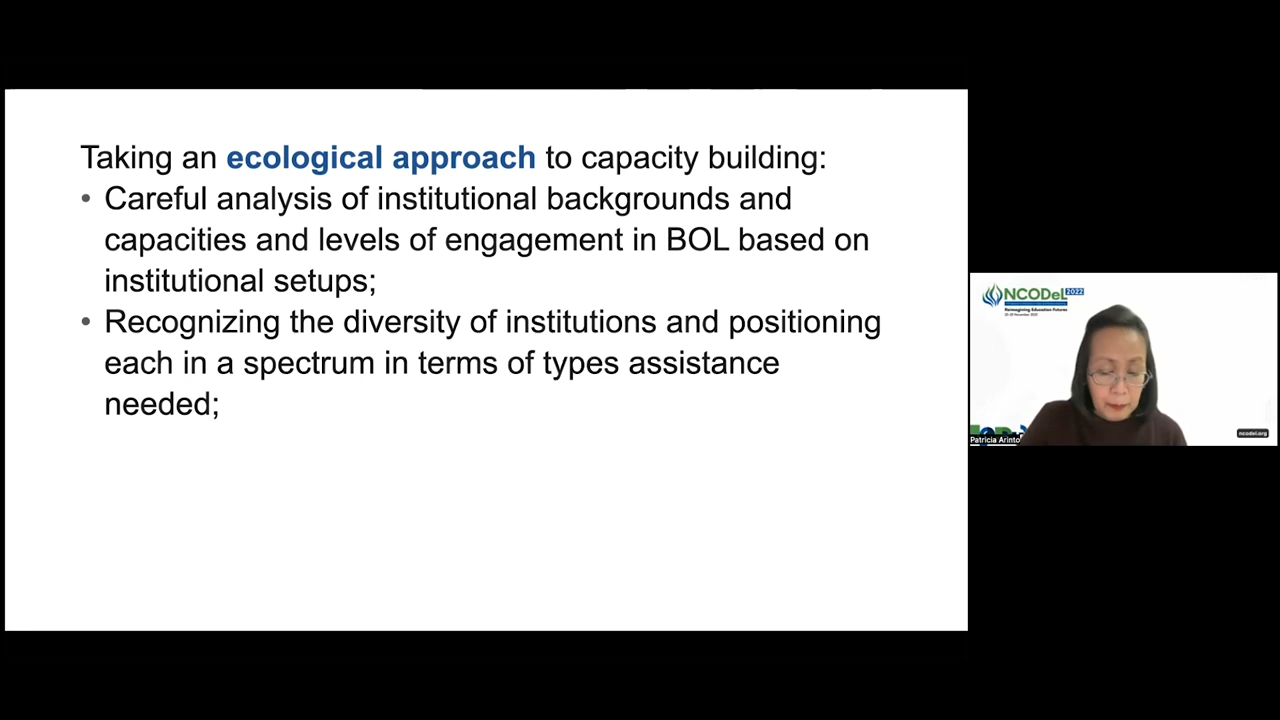 Taking an ecological approach to capacity building:
• Careful analysis of institutional backgrounds and
capacities and levels of engagement in BOL based on
institutional setups;
• Recognizing the diversity of institutions and positioning
each in a spectrum in terms of types assistance
needed;
NCODeL 2022
Reimagining Education Futures
Patricia Arinto
ncodel.org